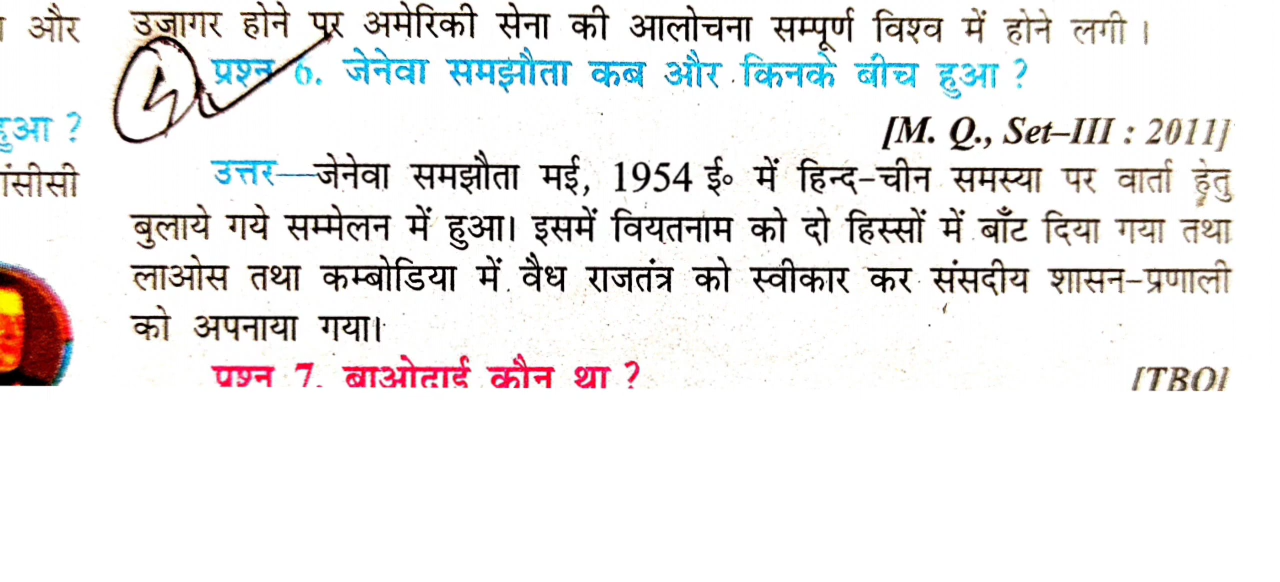 और
उजागर होने पर अमेरिकी सेना की आलोचना सम्पूर्ण विश्व में होने लगी ।
प्रश्न 6. जेनेवा समझौता कब और किनके बीच हुआ ?
हुआ ?
[M. Q., Set–III : 2011]
उत्तर—जेनेवा समझौता मई, 1954 ई० में हिन्द-चीन समस्या पर वार्ता हेतु
बुलाये गये सम्मेलन में हुआ। इसमें वियतनाम को दो हिस्सों में बाँट दिया गया तथा
लाओस तथा कम्बोडिया में वैध राजतंत्र को स्वीकार कर संसदीय शासन-प्रणाली
को अपनाया गया।
प्रश्न 7. बाओदाई कौन था ?
[TBQ]